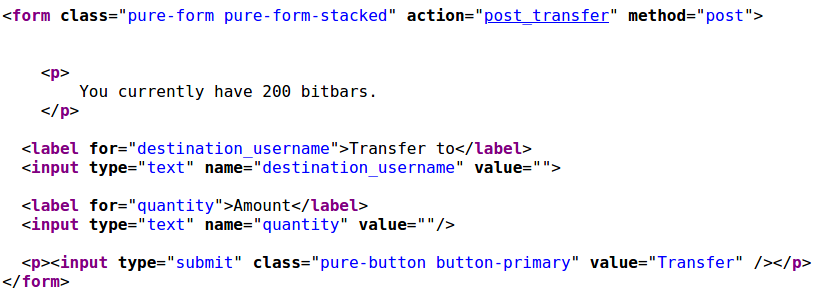 <form class="pure-form pure-form-stacked" action="post_transfer" method="post">
<p>
You currently have 200 bitbars.
</p>
<label for="destination_username">Transfer to</label>
<input type="text" name="destination_username" value="">
<label for="quantity">Amount</label>
<input type="text" name="quantity" value=""/>
<p><input type="submit" class="pure-button button-primary" value="Transfer" /></p>
</form>